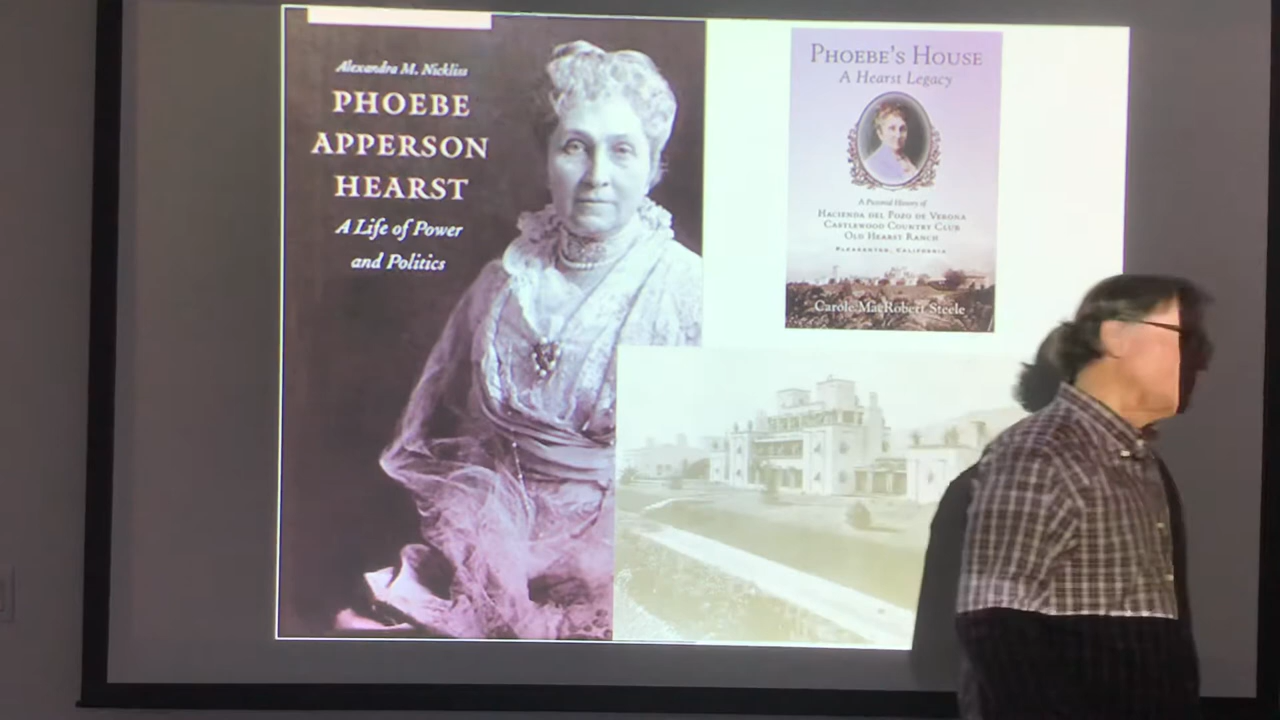 Alexandra M. Nickliss
PHOEBE
APPERSON
HEARST
A Life of Power
and Politics
PHOEBE'S HOUSE
A Hearst Legacy
A Pictorial History of
HACIENDA DEL POZO DE VERONA
CASTLEWOOD COUNTRY CLUB
OLD HEARST RANCH
PLEASANTON, CALIFORNIA
Carole MacRobert Steele